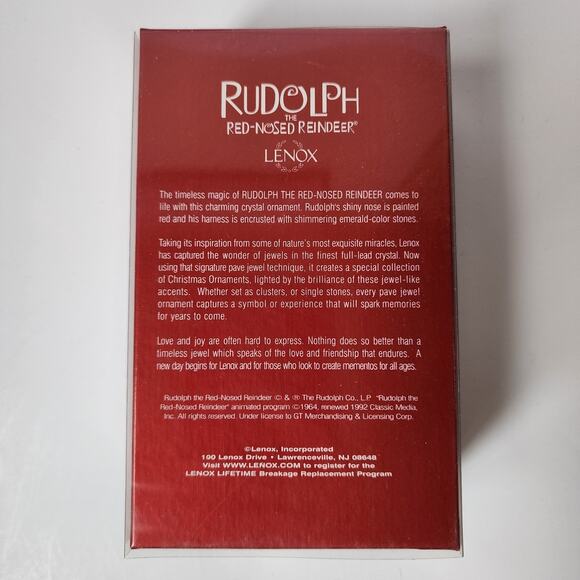 RUDOLPH
THE
RED-NOSED REINDEER®
LENOX
The timeless magic of RUDOLPH THE RED-NOSED REINDEER comes to
life with this charming crystal ornament. Rudolph's shiny nose is painted
red and his harness is encrusted with shimmering emerald-color stones.
Taking its inspiration from some of nature's most exquisite miracles, Lenox
has captured the wonder of jewels in the finest full-lead crystal. Now
using that signature pave jewel technique, it creates a special collection
of Christmas Ornaments, lighted by the brilliance of these jewel-like
accents. Whether set as clusters, or single stones, every pave jewel
ornament captures a symbol or experience that will spark memories
for years to come.
Love and joy are often hard to express. Nothing does so better than a
timeless jewel which speaks of the love and friendship that endures. A
new day begins for Lenox and for those who look to create mementos for all ages.
Rudolph the Red-Nosed Reindeer © & ® The Rudolph Co., L.P. "Rudolph the
Red-Nosed Reindeer" animated program ©1964, renewed 1992 Classic Media,
Inc. All rights reserved. Under license to GT Merchandising & Licensing Corp.
©Lenox, Incorporated
100 Lenox Drive • Lawrenceville, NJ 08648
Visit WWW.LENOX.COM to register for the
LENOX LIFETIME Breakage Replacement Program